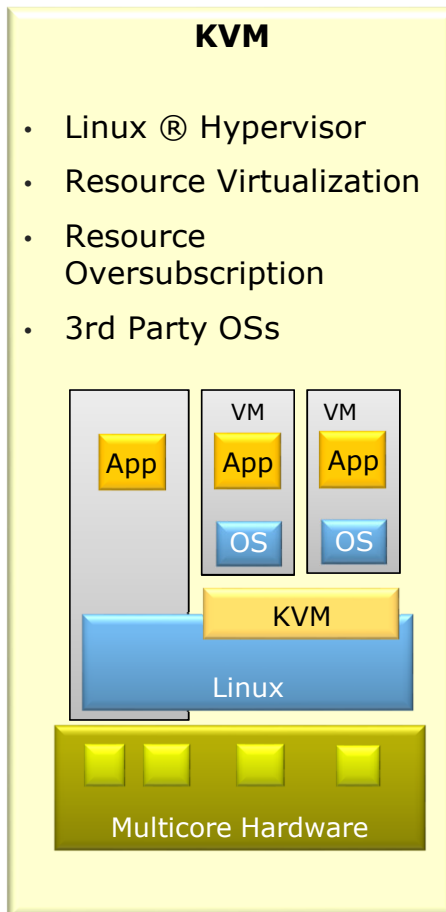 KVM
• Linux ® Hypervisor
• Resource Virtualization
• Resource
Oversubscription
• 3rd Party OSs
VM
VM
App
App
App
OS
OS
KVM
Linux
Multicore Hardware